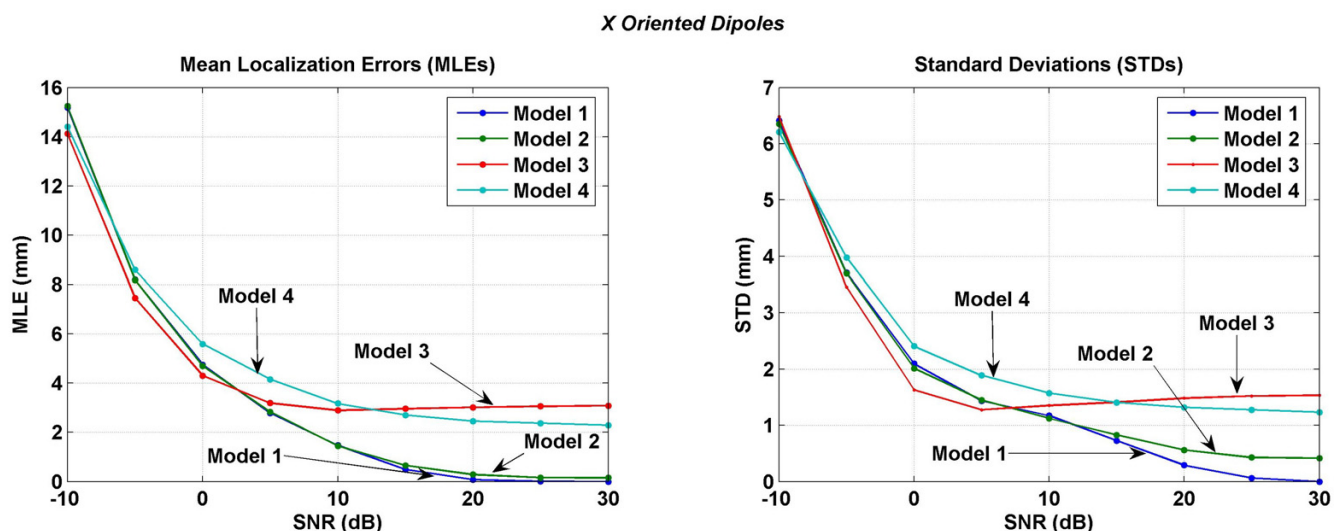 X Oriented Dipoles
Mean Localization Errors (MLEs)
16
14
12
10
8
6
4
2
0
MLE (mm)
-10
0
10
20
30
SNR (dB)
Model 1
Model 2
Model 3
Model 4
Model 4
Model 3
Model 2
Model 1
Standard Deviations (STDs)
7
6
5
4
3
2
1
0
STD (mm)
-10
0
10
20
30
SNR (dB)
Model 1
Model 2
Model 3
Model 4
Model 4
Model 3
Model 2
Model 1